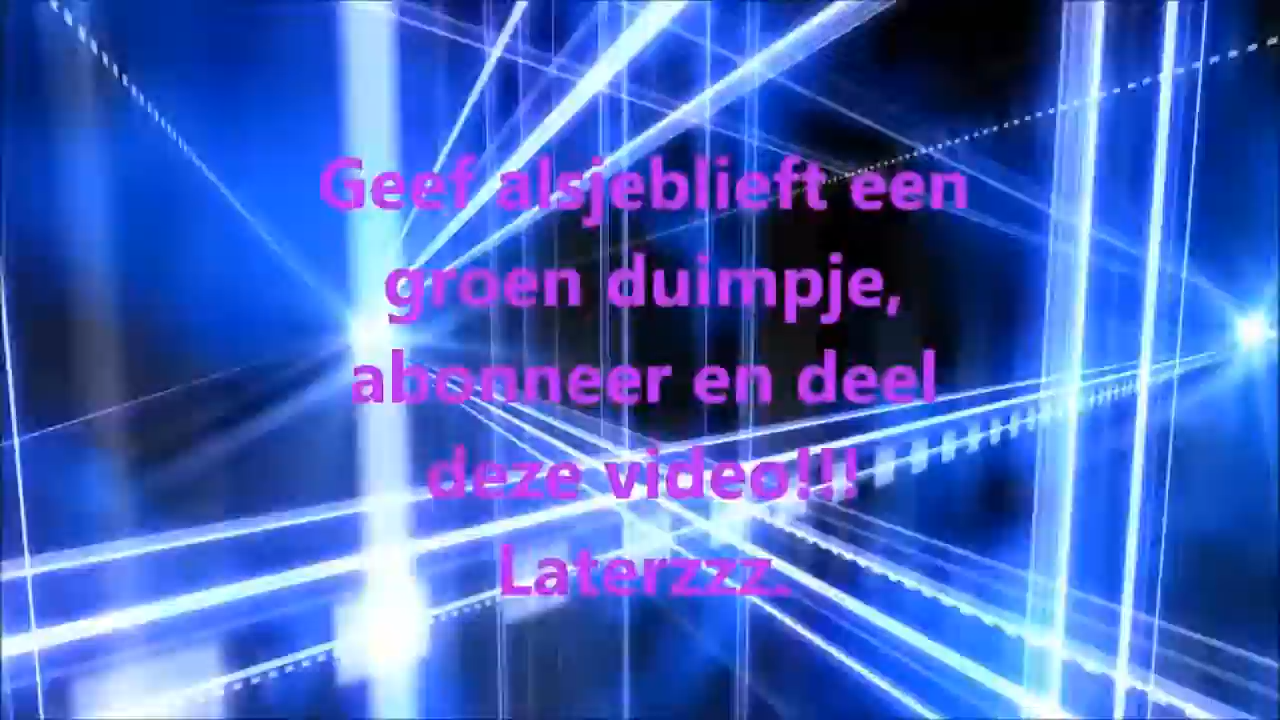 Geef alsjeblieft een
groen duimpje,
abonneer en deel
deze video!!!
Laterzzz.